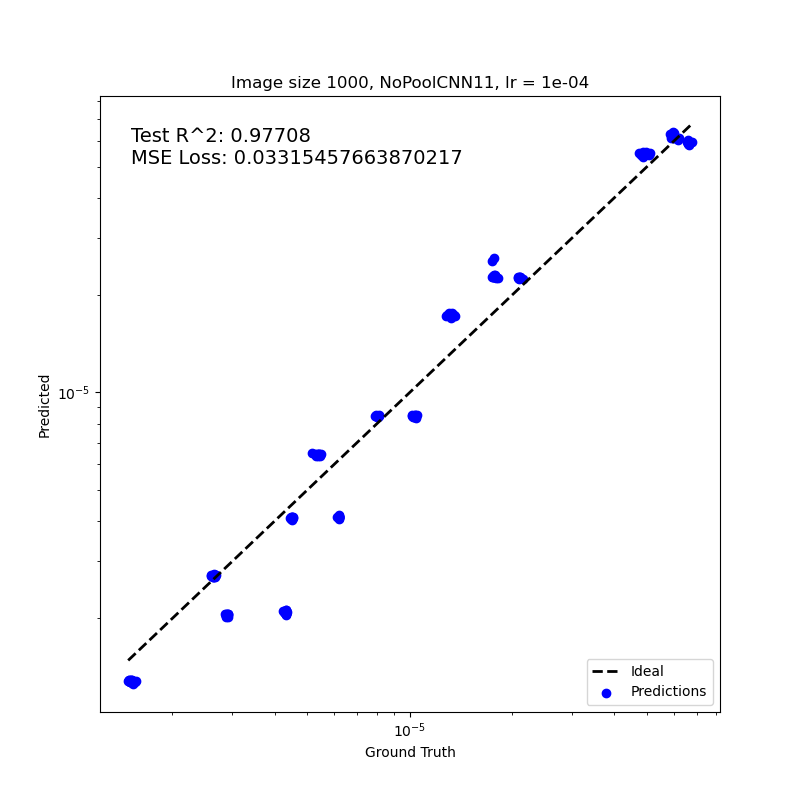 Image size 1000, NoPoolCNN11, lr = 1e-04
Test R^2: 0.97708
MSE Loss: 0.03315457663870217
Predicted
10⁻⁵
Ideal
Predictions
10⁻⁵
Ground Truth